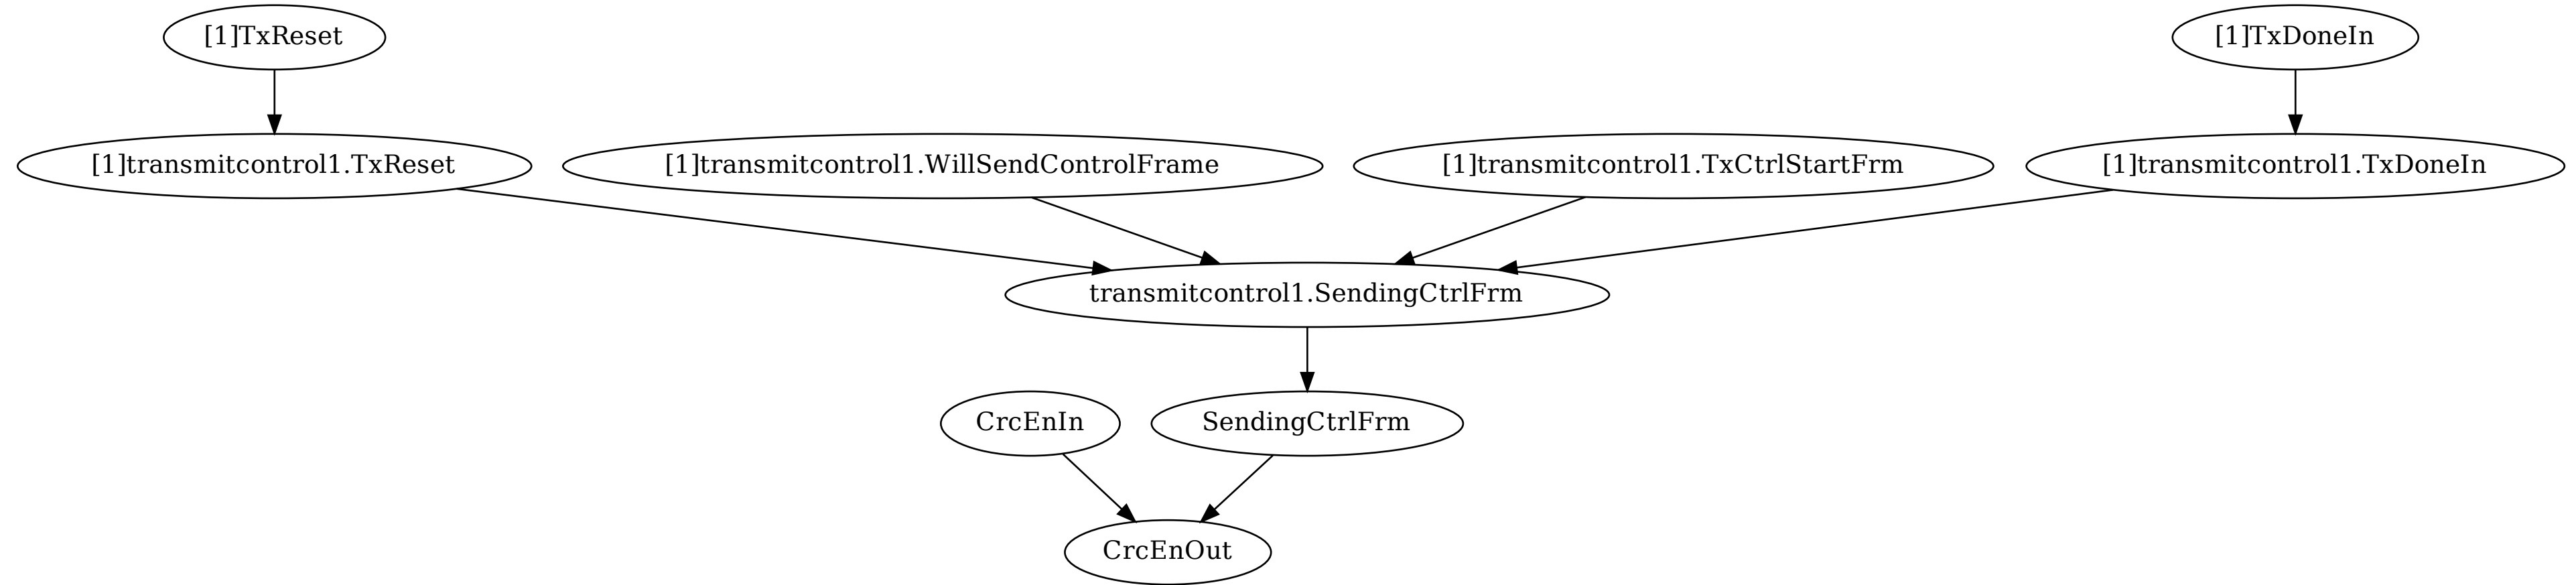 [1]TxReset
[1]TxDoneIn
[1]transmitcontrol1.TxReset
[1]transmitcontrol1.WillSendControlFrame
[1]transmitcontrol1.TxCtrlStartFrm
[1]transmitcontrol1.TxDoneIn
transmitcontrol1.SendingCtrlFrm
CrcEnIn
SendingCtrlFrm
CrcEnOut